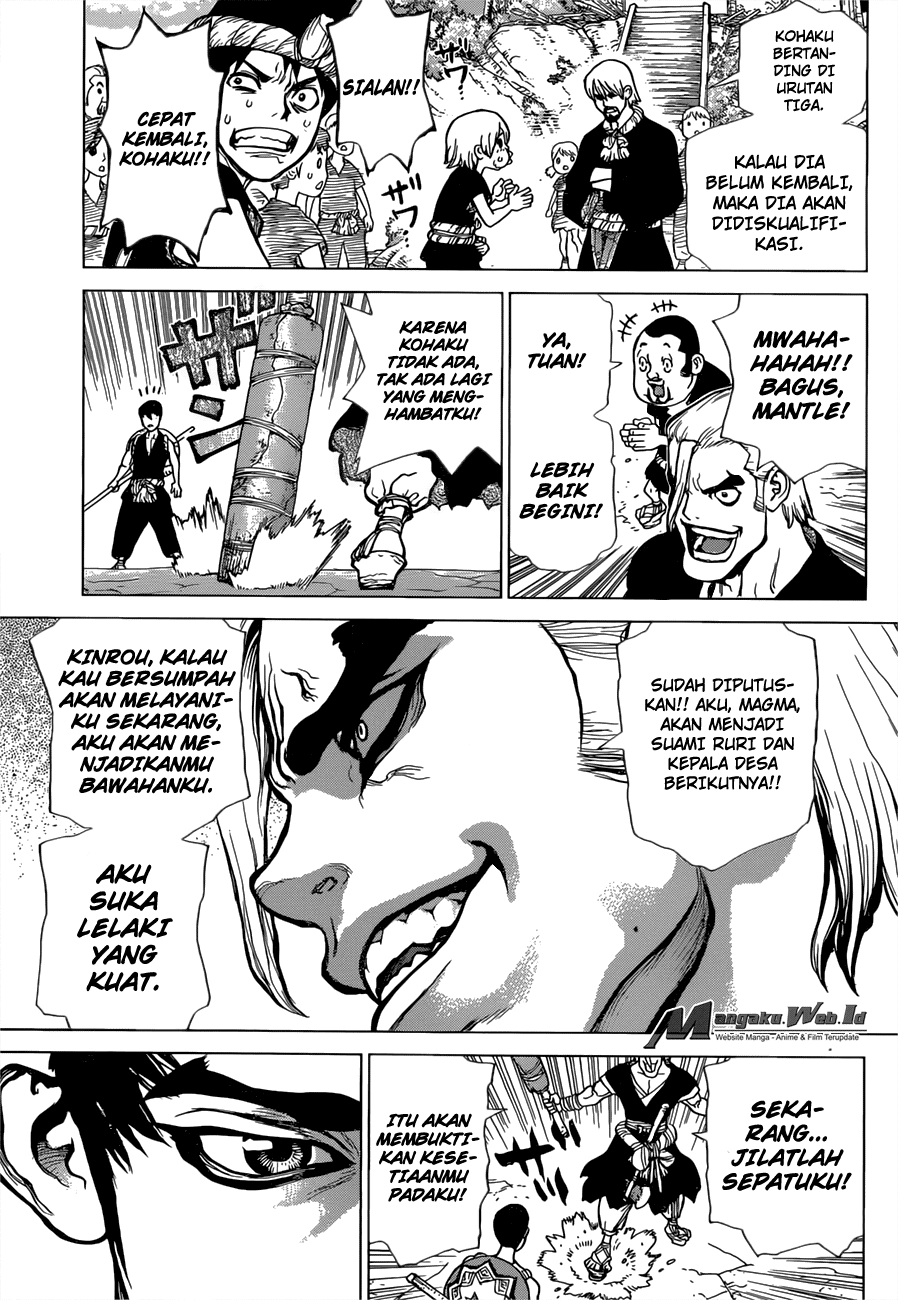 KOHAKU
BERTAN-
DING DI
URUTAN
TIGA.
KALAU DIA
BELUM KEMBALI,
MAKA DIA AKAN
DIDISKUALIFI-
KASI.
ザワ
ザワ
SIALAN!!
CEPAT
KEMBALI,
KOHAKU!!
MWAHA-
HAHAH!!
BAGUS,
MANTLE!
YA,
TUAN!
LEBIH
BAIK
BEGINI!
KARENA
KOHAKU
TIDAK ADA,
TAK ADA LAGI
YANG MENG-
HAMBATKU!
SUDAH DIPUTUS-
KAN!! AKU, MAGMA,
AKAN MENJADI
SUAMI RURI DAN
KEPALA DESA
BERIKUTNYA!!
KINROU, KALAU
KAU BERSUMPAH
AKAN MELAYANI-
KU SEKARANG,
AKU AKAN ME-
NJADIKANMU
BAWAHANKU.
AKU
SUKA
LELAKI
YANG
KUAT.
Mangaku.Web.Id
Website Manga - Anime & Film Terupdate
SEKA-
RANG...
JILATLAH
SEPATUKU!
ITU AKAN
MEMBUKTI-
KAN KESE-
TIAANMU
PADAKU!